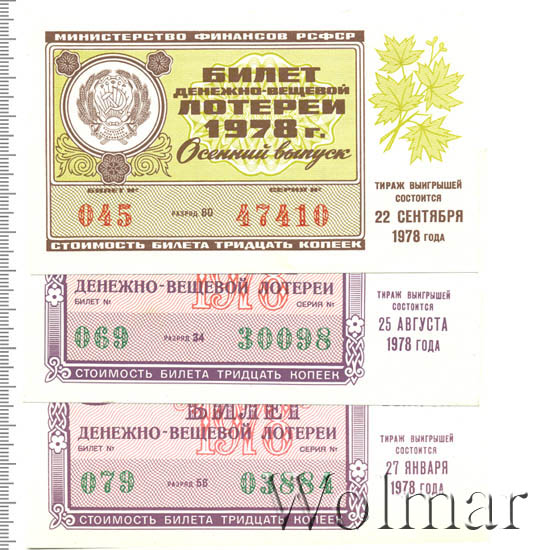 МИНИСТЕРСТВО ФИНАНСОВ РСФСР
БИЛЕТ
ДЕНЕЖНО-ВЕЩЕВОЙ
ЛОТЕРЕИ
1978 г.
Осенний выпуск
БИЛЕТ № СЕРИЯ №
045 РАЗРЯД 60 47410
СТОИМОСТЬ БИЛЕТА ТРИДЦАТЬ КОПЕЕК
ТИРАЖ ВЫИГРЫШЕЙ
СОСТОИТСЯ
22 СЕНТЯБРЯ
1978 ГОДА
1978
ДЕНЕЖНО-ВЕЩЕВОЙ ЛОТЕРЕИ
БИЛЕТ № СЕРИЯ №
069 РАЗРЯД 34 30098
СТОИМОСТЬ БИЛЕТА ТРИДЦАТЬ КОПЕЕК
ТИРАЖ ВЫИГРЫШЕЙ
СОСТОИТСЯ
25 АВГУСТА
1978 ГОДА
БИЛЕТ
1978
ДЕНЕЖНО-ВЕЩЕВОЙ ЛОТЕРЕИ
БИЛЕТ № СЕРИЯ №
079 РАЗРЯД 56 03884
СТОИМОСТЬ БИЛЕТА ТРИДЦАТЬ КОПЕЕК
ТИРАЖ ВЫИГРЫШЕЙ
СОСТОИТСЯ
27 ЯНВАРЯ
1978 ГОДА
Wolmar